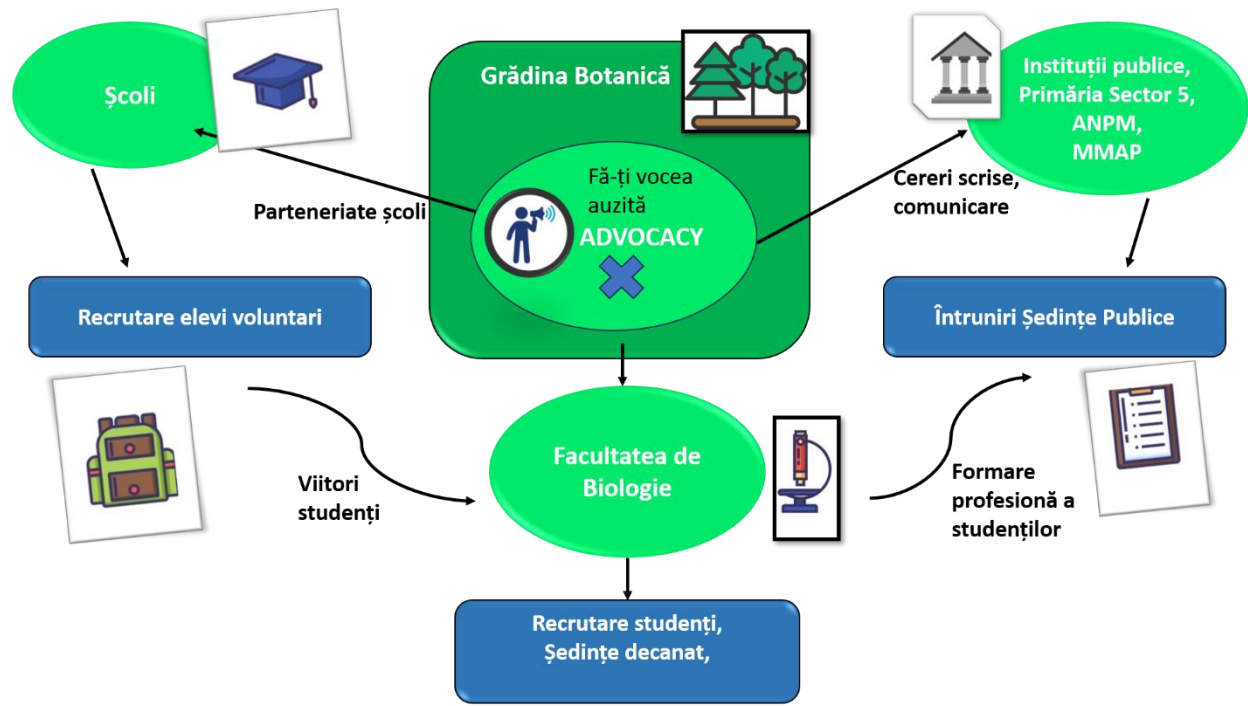 Școli
Grădina Botanică
Instituții publice,
Primăria Sector 5,
ANPM,
MMAP
Fă-ți vocea
auzită
ADVOCACY
Parteneriate școli
Cereri scrise,
comunicare
Recrutare elevi voluntari
Întruniri Ședințe Publice
Facultatea de
Biologie
Viitori
studenți
Formare
profesionă a
studenților
Recrutare studenți,
Ședințe decanat,